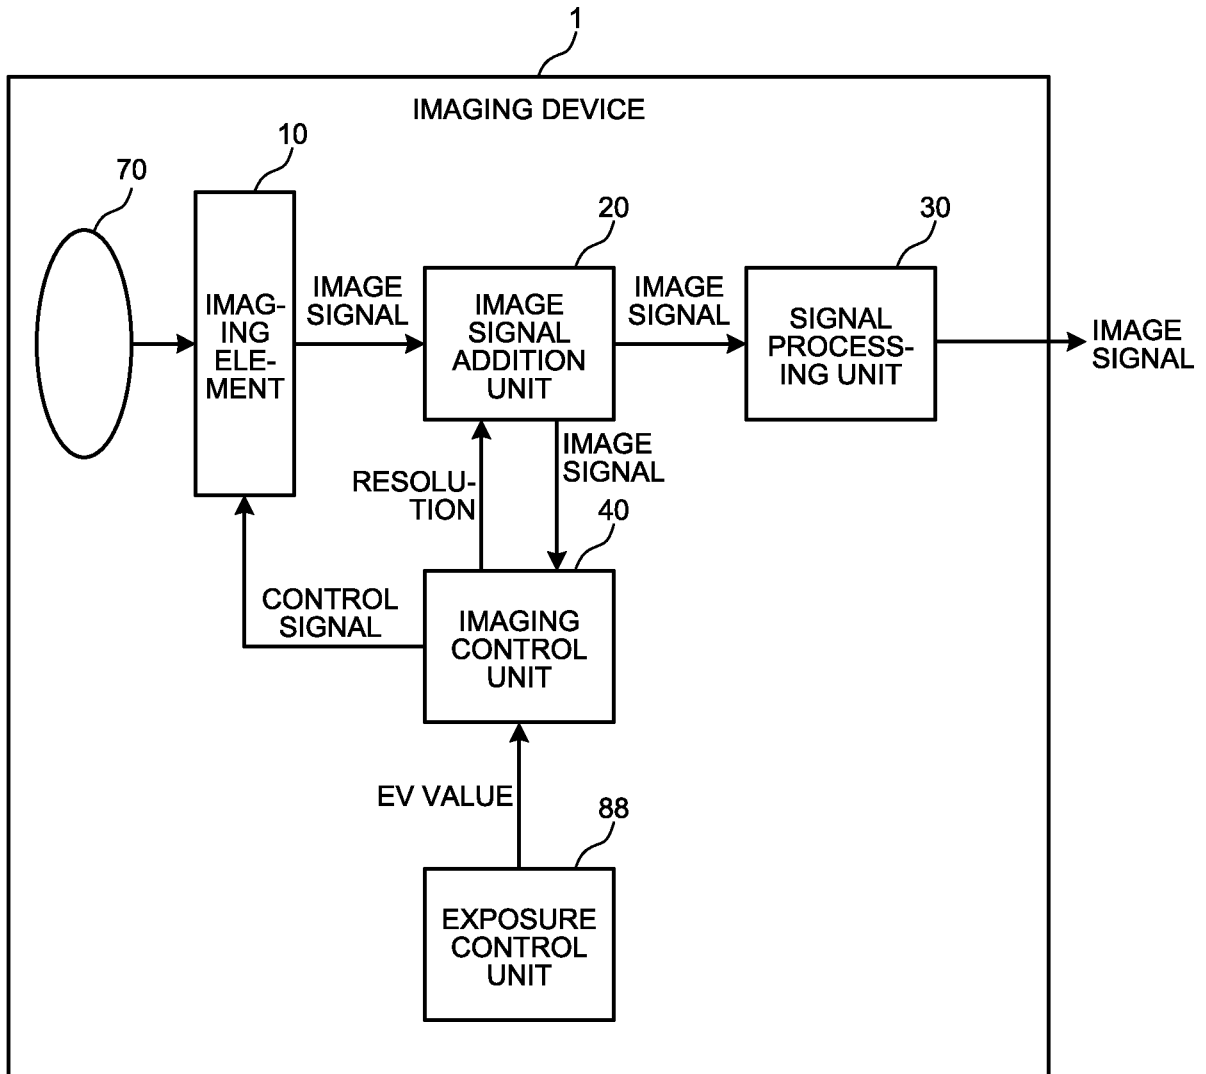 1
IMAGING DEVICE
70
10
20
30
IMAG-
ING
ELE-
MENT
IMAGE
SIGNAL
IMAGE
SIGNAL
ADDITION
UNIT
IMAGE
SIGNAL
SIGNAL
PROCESS-
ING UNIT
IMAGE
SIGNAL
RESOLU-
TION
IMAGE
SIGNAL
40
CONTROL
SIGNAL
IMAGING
CONTROL
UNIT
EV VALUE
88
EXPOSURE
CONTROL
UNIT